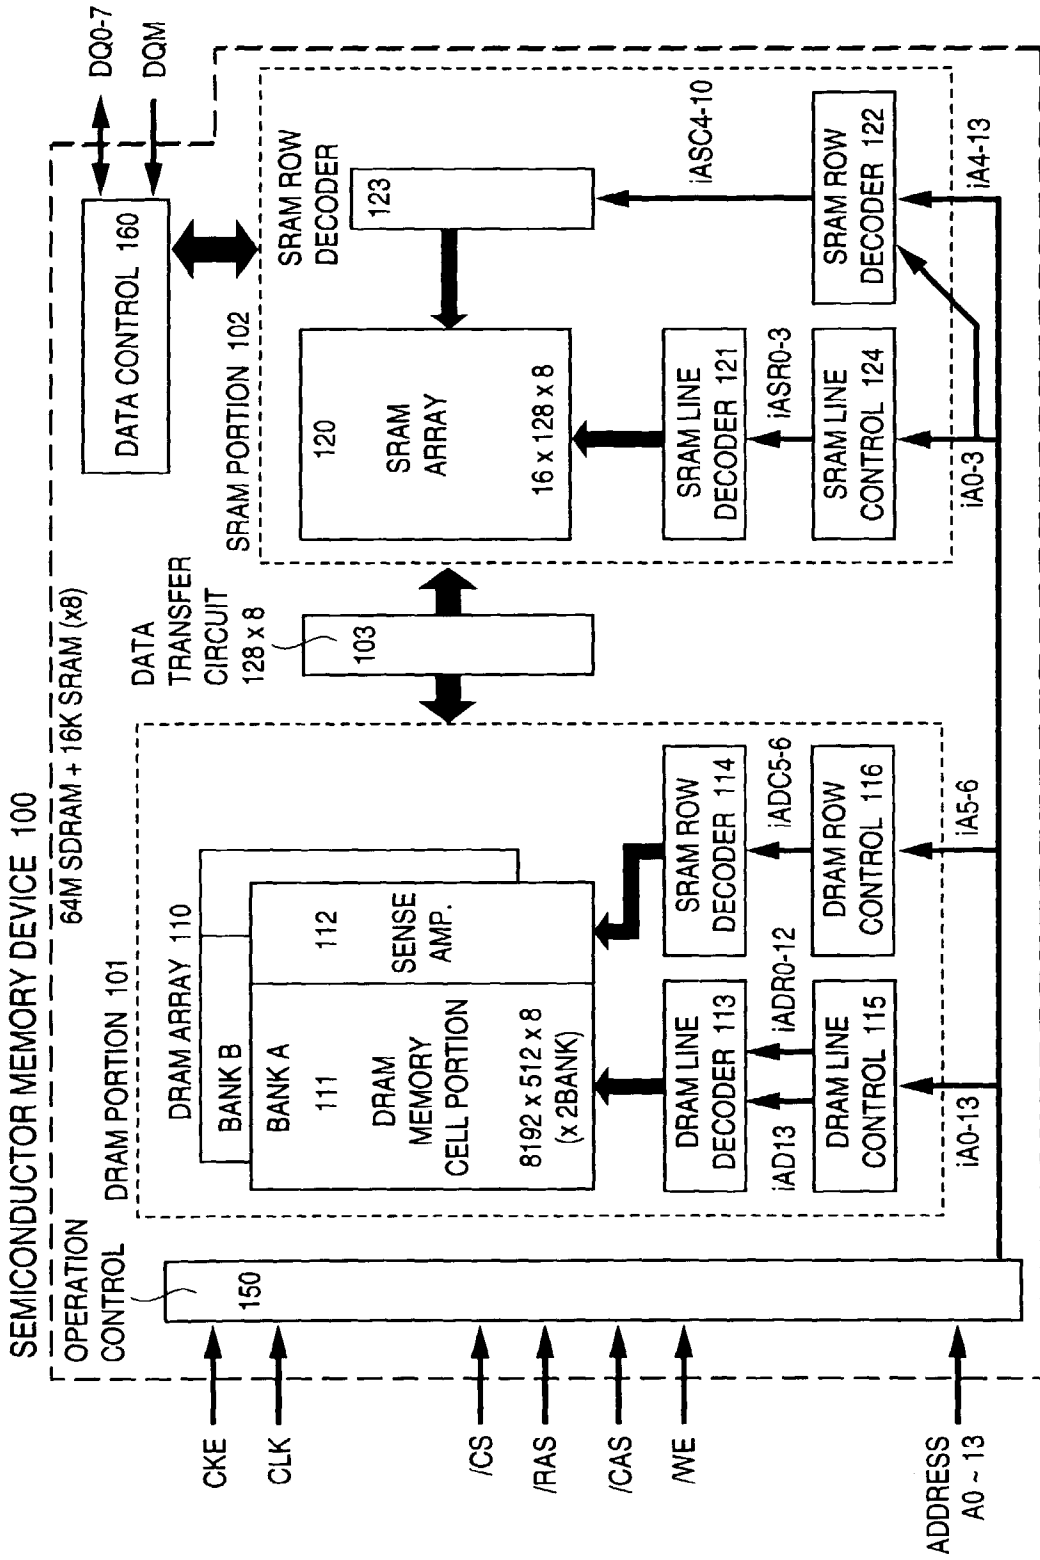 SEMICONDUCTOR MEMORY DEVICE 100
64M SDRAM + 16K SRAM (x8)
OPERATION
CONTROL
150
CKE
CLK
/CS
/RAS
/CAS
/WE
ADDRESS
A0 ~ 13
DRAM PORTION 101
DRAM ARRAY 110
BANK B
BANK A
111
DRAM
MEMORY
CELL PORTION
8192 x 512 x 8
(x 2BANK)
112
SENSE
AMP.
DRAM LINE
DECODER 113
iAD13
iADR0-12
DRAM LINE
CONTROL 115
iA0-13
SRAM ROW
DECODER 114
iADC5-6
DRAM ROW
CONTROL 116
iA5-6
DATA
TRANSFER
CIRCUIT
128 x 8
103
SRAM PORTION 102
120
SRAM
ARRAY
16 x 128 x 8
SRAM LINE
DECODER 121
iASR0-3
SRAM LINE
CONTROL 124
iA0-3
SRAM ROW
DECODER
123
iASC4-10
SRAM ROW
DECODER 122
iA4-13
DATA CONTROL 160
DQ0-7
DQM